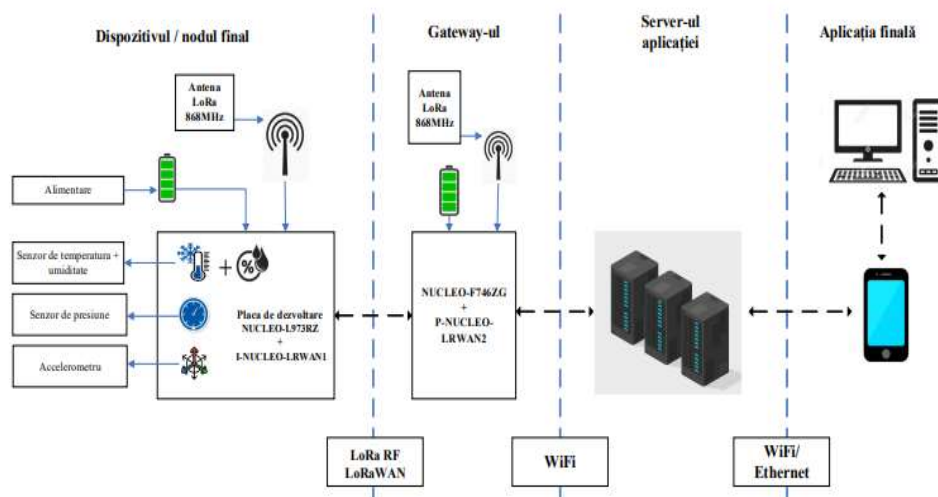 Dispozitivul / nodul final
Gateway-ul
Server-ul
aplicației
Aplicația finală
Antena
LoRa
868MHz
Antena
LoRa
868MHz
Alimentare
Senzor de temperatura +
umiditate
Senzor de presiune
Accelerometru
%
Placa de dezvoltare
NUCLEO-L973RZ
+
I-NUCLEO-LRWAN1
NUCLEO-F746ZG
+
P-NUCLEO-
LRWAN2
LoRa RF
LoRaWAN
WiFi
WiFi/
Ethernet